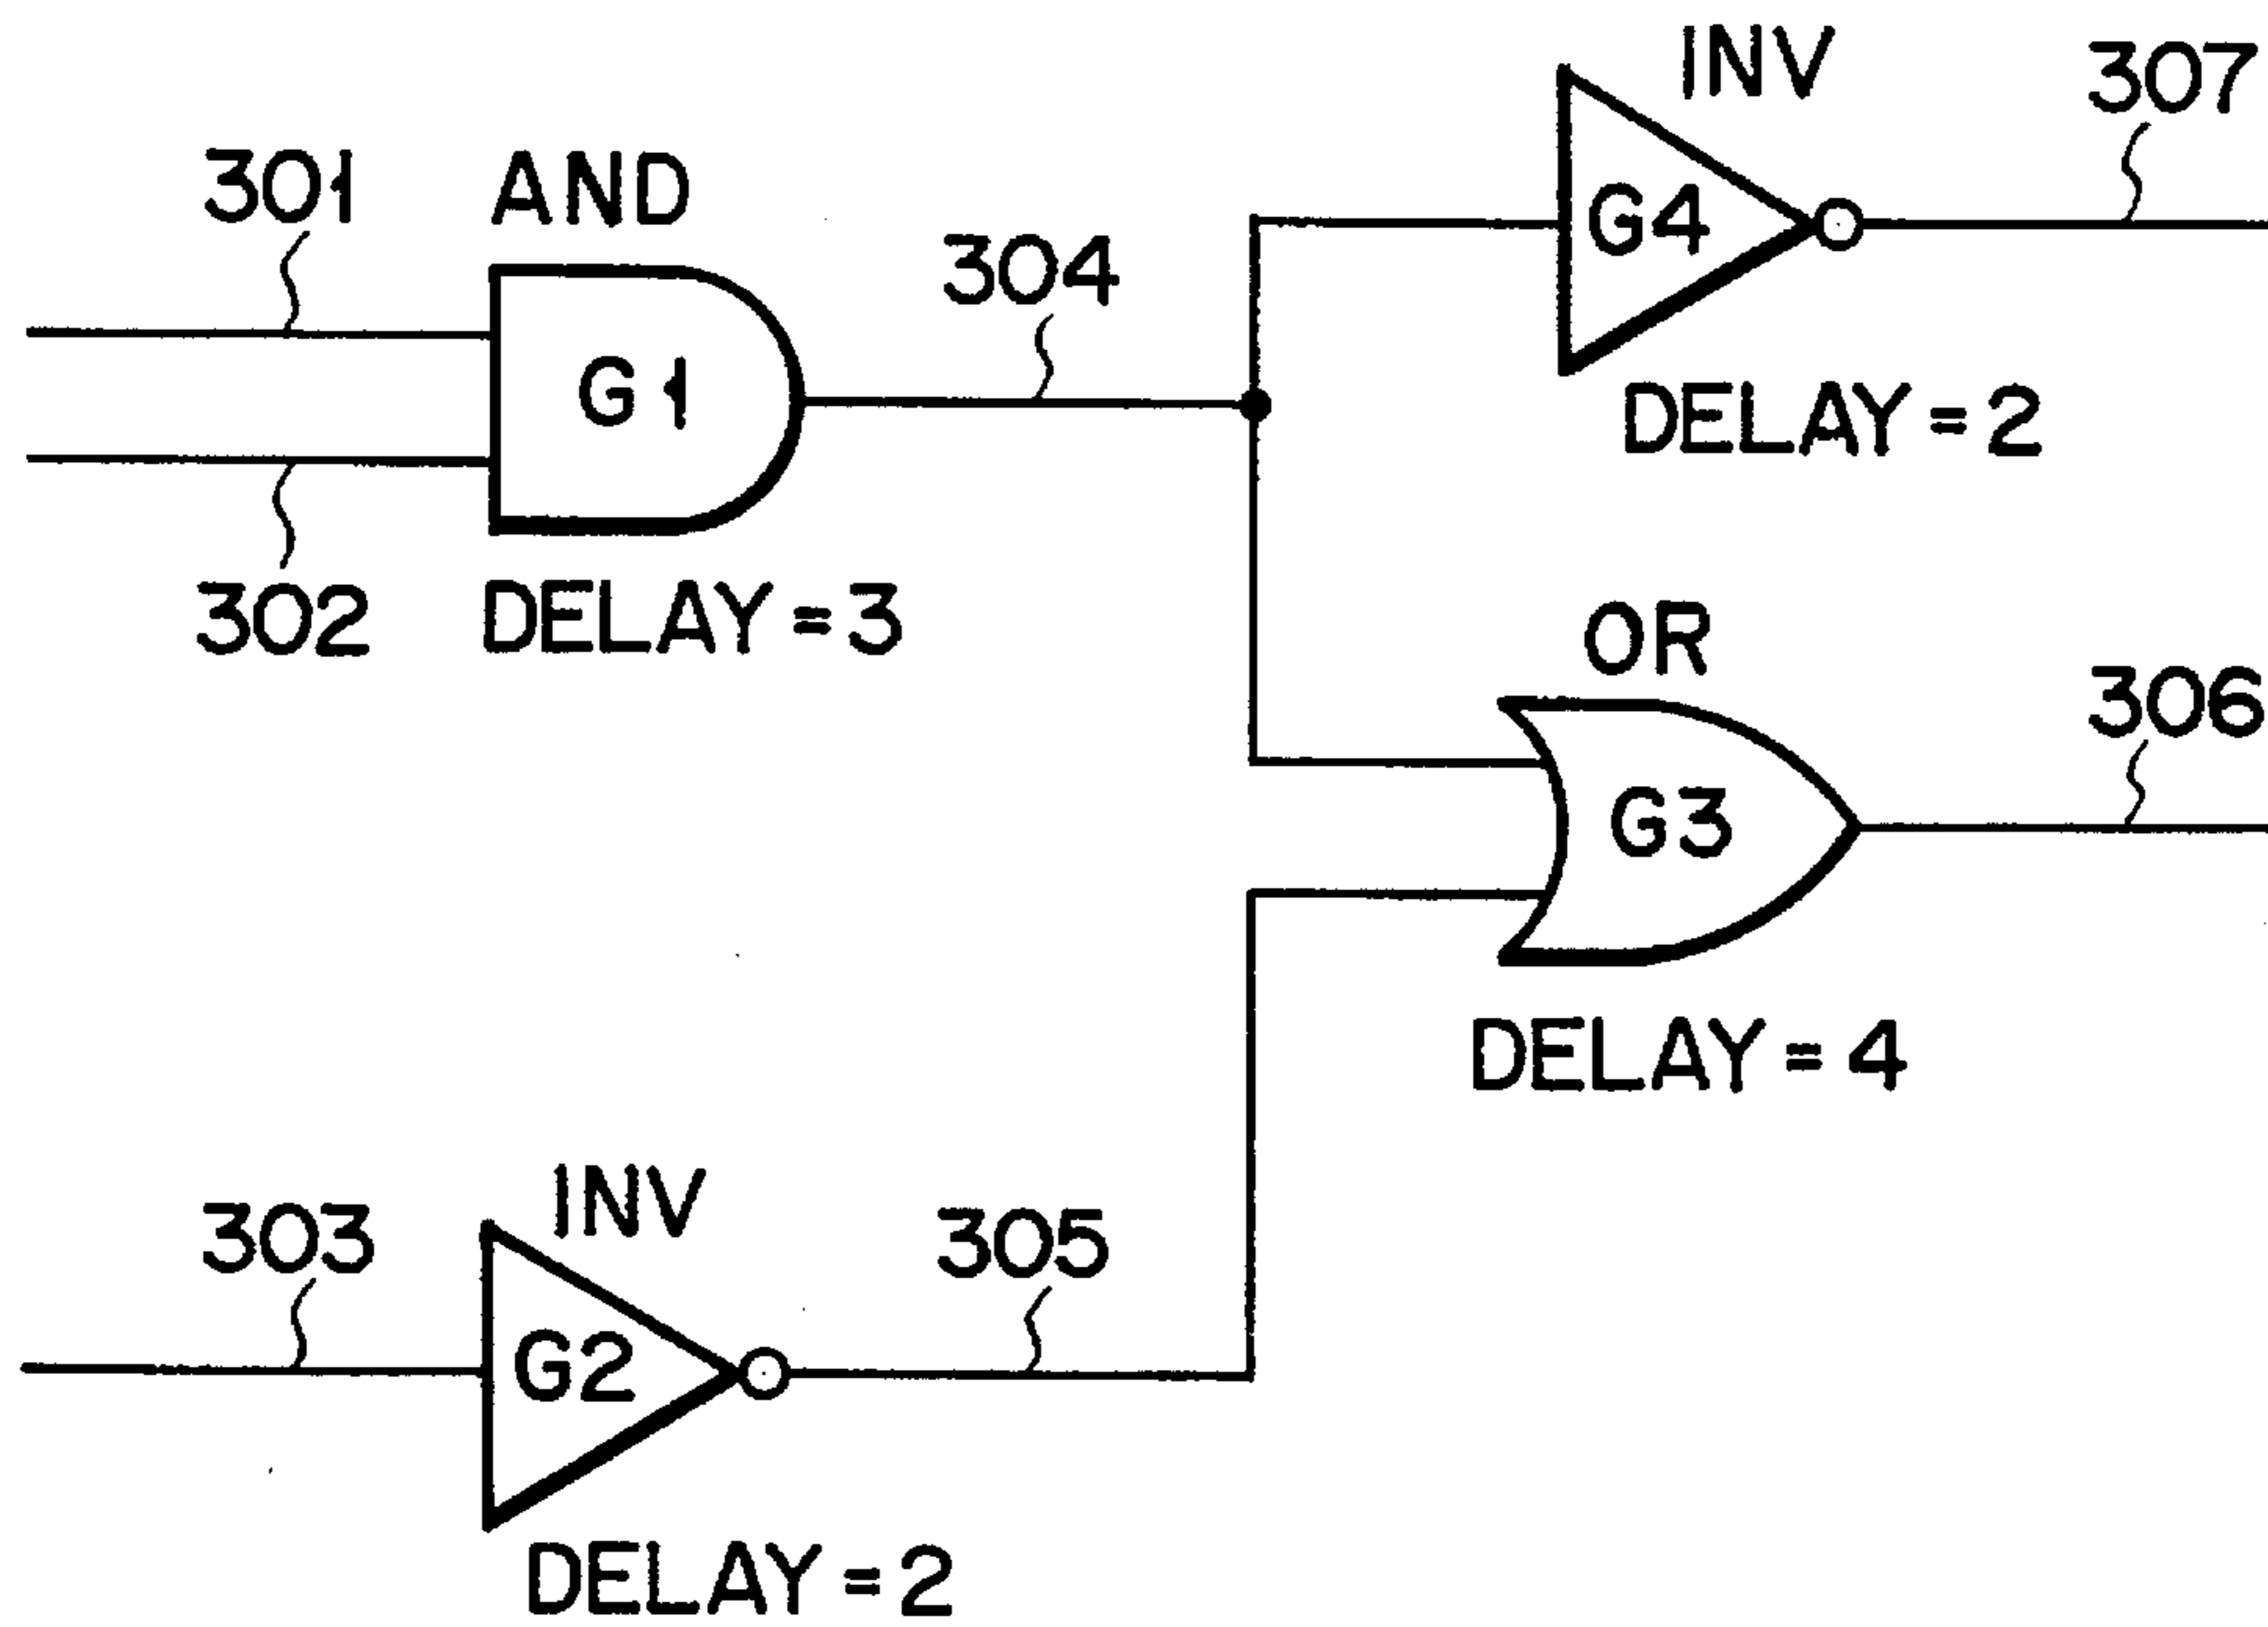 INV
307
301
AND
304
G4
G1
DELAY=2
302
DELAY=3
OR
306
G3
DELAY=4
INV
303
305
G2
DELAY=2